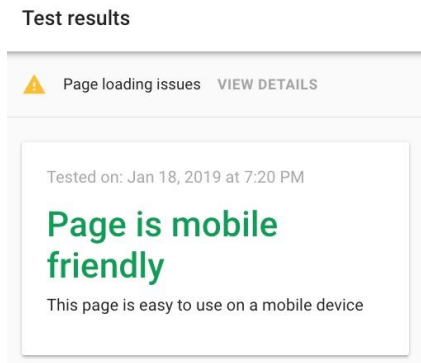 Test results
Page loading issues VIEW DETAILS
Tested on: Jan 18, 2019 at 7:20 PM
Page is mobile
friendly
This page is easy to use on a mobile device